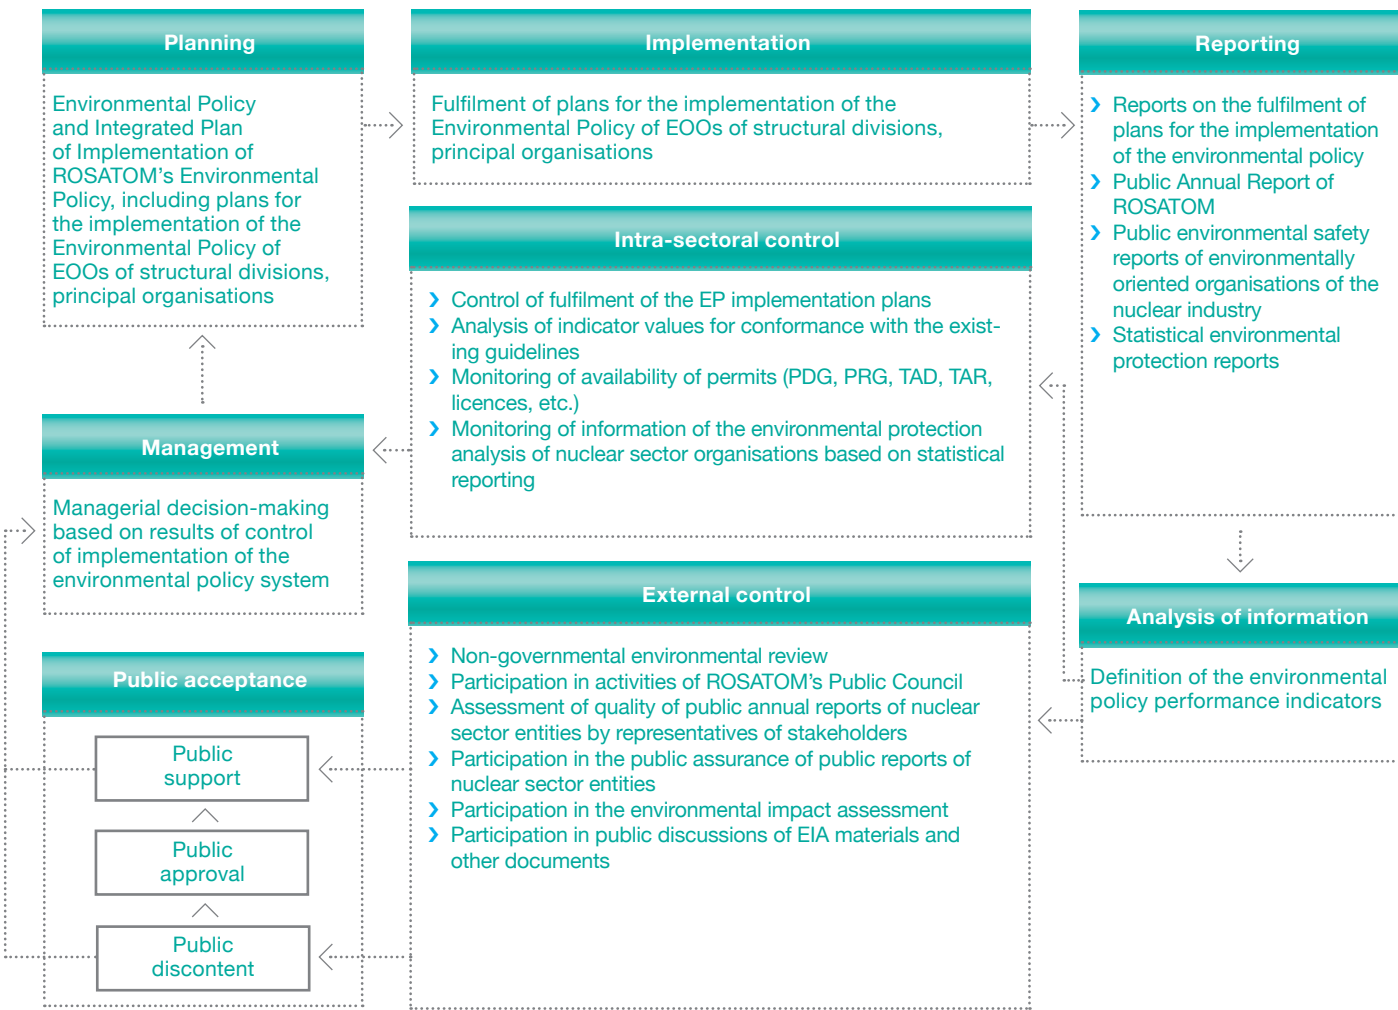 Planning
Environmental Policy
and Integrated Plan
of Implementation of
ROSATOM’s Environmental
Policy, including plans for
the implementation of the
Environmental Policy of
EOOs of structural divisions,
principal organisations
Implementation
Fulfilment of plans for the implementation of the
Environmental Policy of EOOs of structural divisions,
principal organisations
Reporting
❯ Reports on the fulfilment of
plans for the implementation
of the environmental policy
❯ Public Annual Report of
ROSATOM
❯ Public environmental safety
reports of environmentally
oriented organisations of the
nuclear industry
❯ Statistical environmental
protection reports
Intra-sectoral control
❯ Control of fulfilment of the EP implementation plans
❯ Analysis of indicator values for conformance with the exist-
ing guidelines
❯ Monitoring of availability of permits (PDG, PRG, TAD, TAR,
licences, etc.)
❯ Monitoring of information of the environmental protection
analysis of nuclear sector organisations based on statistical
reporting
Management
Managerial decision-making
based on results of control
of implementation of the
environmental policy system
External control
❯ Non-governmental environmental review
❯ Participation in activities of ROSATOM’s Public Council
❯ Assessment of quality of public annual reports of nuclear
sector entities by representatives of stakeholders
❯ Participation in the public assurance of public reports of
nuclear sector entities
❯ Participation in the environmental impact assessment
❯ Participation in public discussions of EIA materials and
other documents
Analysis of information
Definition of the environmental
policy performance indicators
Public acceptance
Public
support
Public
approval
Public
discontent